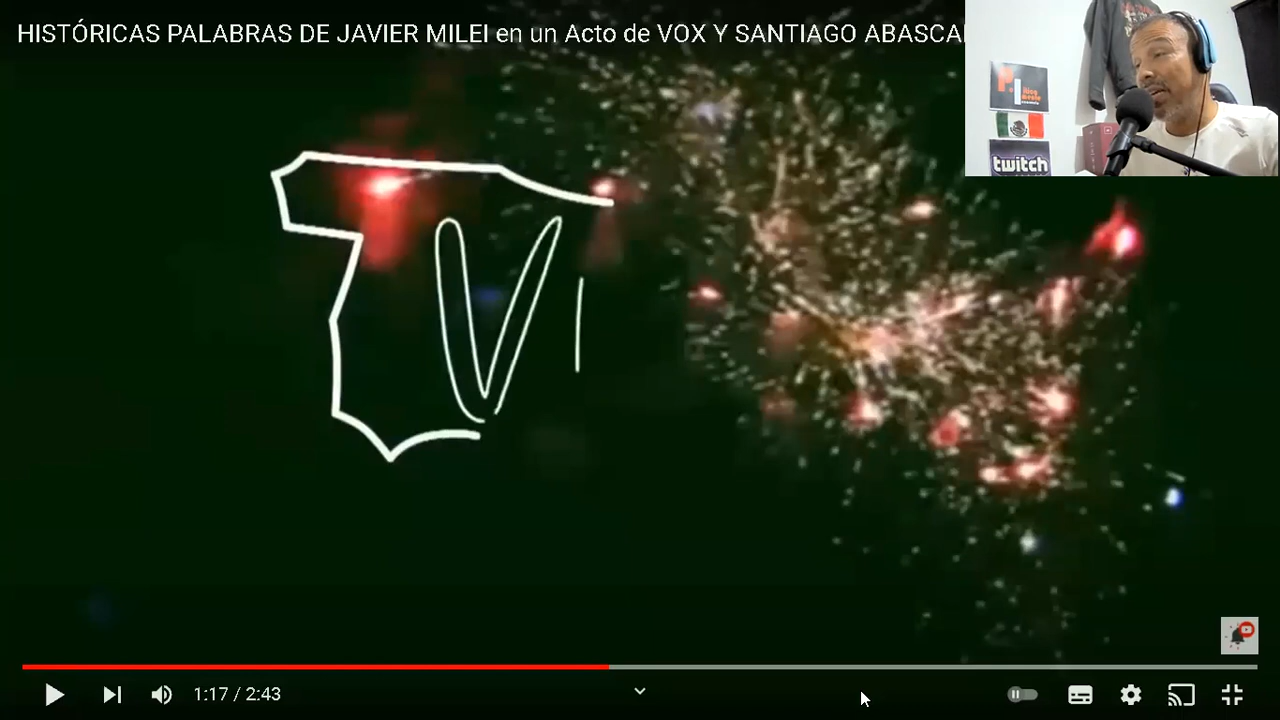 HISTÓRICAS PALABRAS DE JAVIER MILEI en un Acto de VOX Y SANTIAGO ABASCAL
V
twitch
1:17 / 2:43